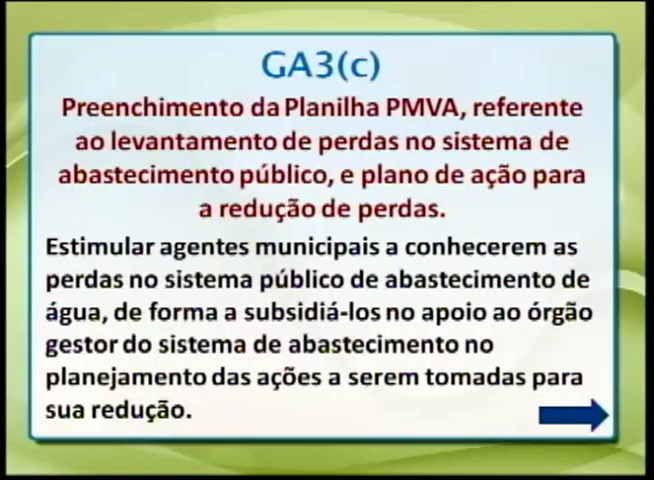 GA3(c)
Preenchimento da Planilha PMVA, referente
ao levantamento de perdas no sistema de
abastecimento público, e plano de ação para
a redução de perdas.
Estimular agentes municipais a conhecerem as
perdas no sistema público de abastecimento de
água, de forma a subsidiá-los no apoio ao órgão
gestor do sistema de abastecimento no
planejamento das ações a serem tomadas para
sua redução.